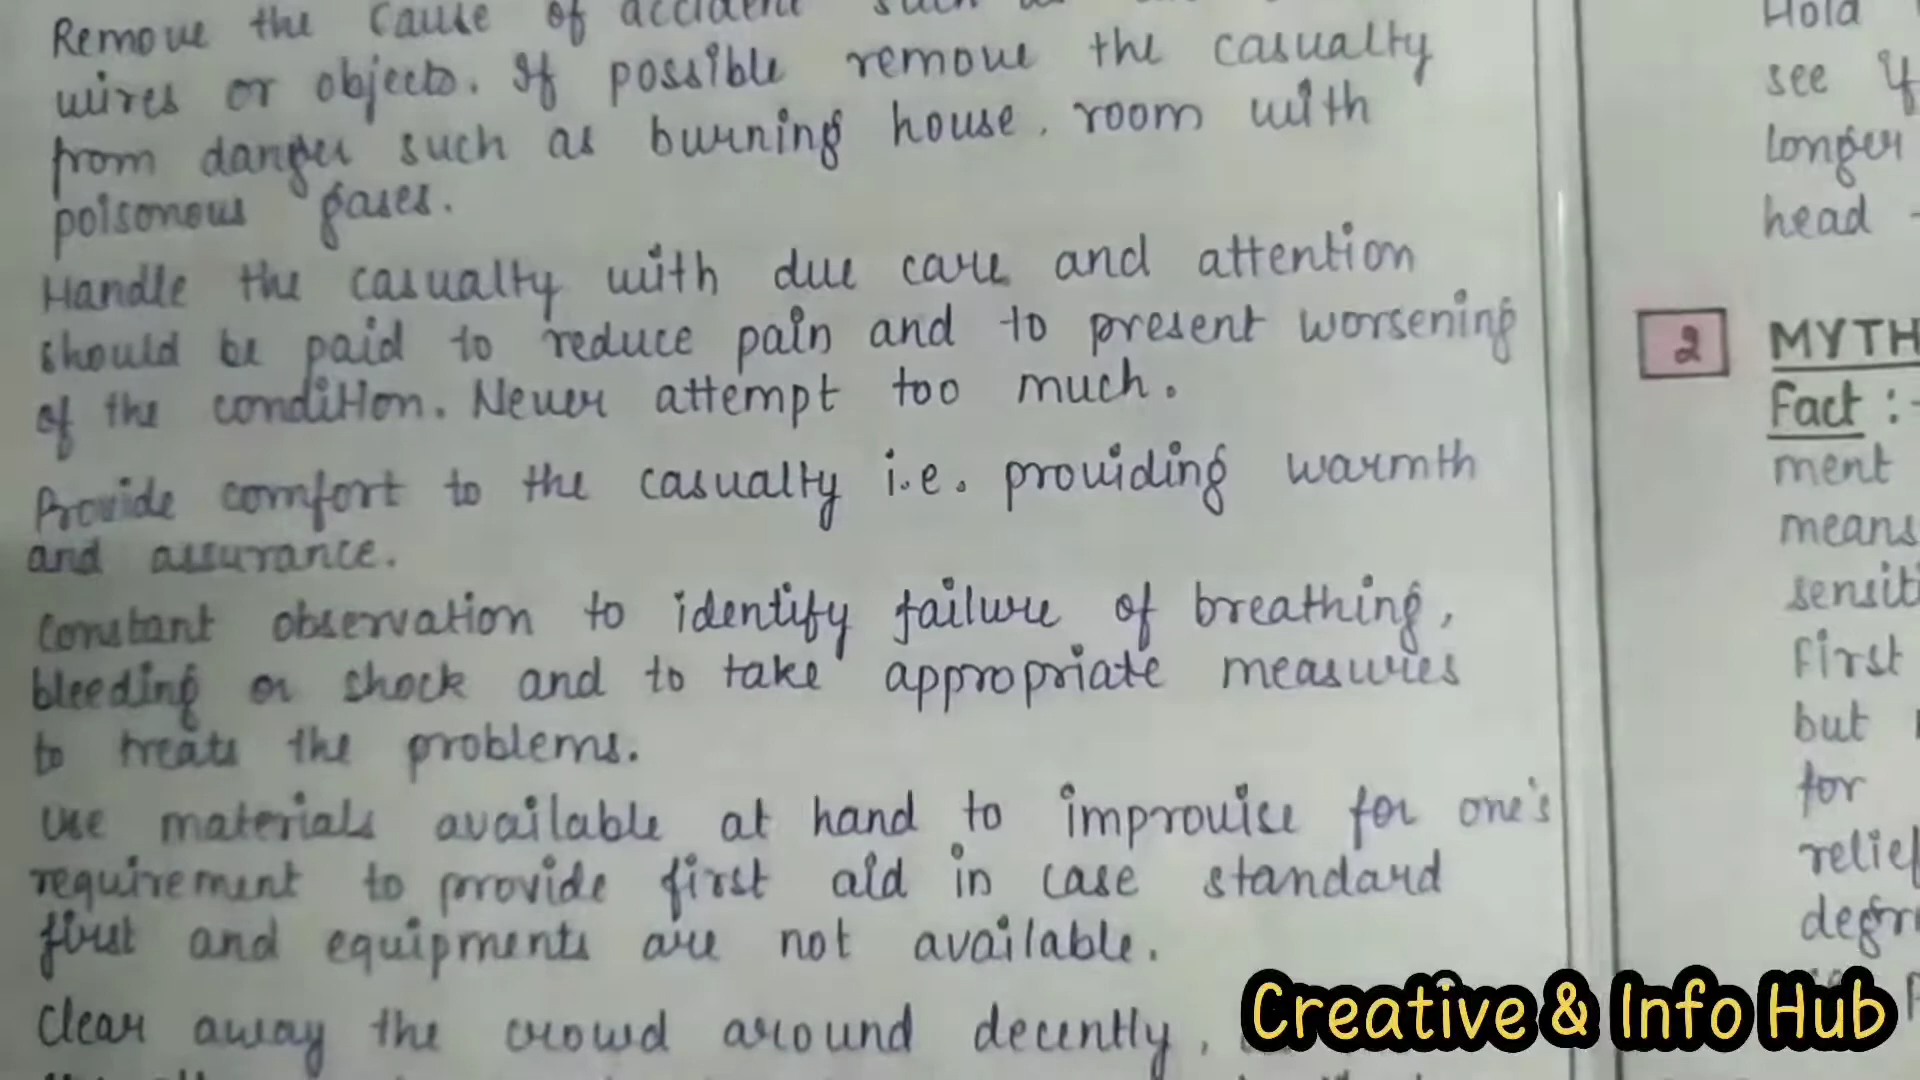 Remove the cause of accident such as
wires or objects. If possible remove the casualty
from danger such as burning house, room with
poisonous gases.
Handle the casualty with due care and attention
should be paid to reduce pain and to present worsening
of the condition. Never attempt too much.
Provide comfort to the casualty i.e. providing warmth
and assurance.
Constant observation to identify failure of breathing,
bleeding or shock and to take appropriate measures
to treats the problems.
Use materials available at hand to improvise for one's
requirement to provide first aid in case standard
first and equipments are not available.
Clear away the crowd around decently,
Hold
see if
longer
head -
2 MYTH
Fact :-
ment
means
sensiti
First
but
for
relief
degr
Creative & Info Hub